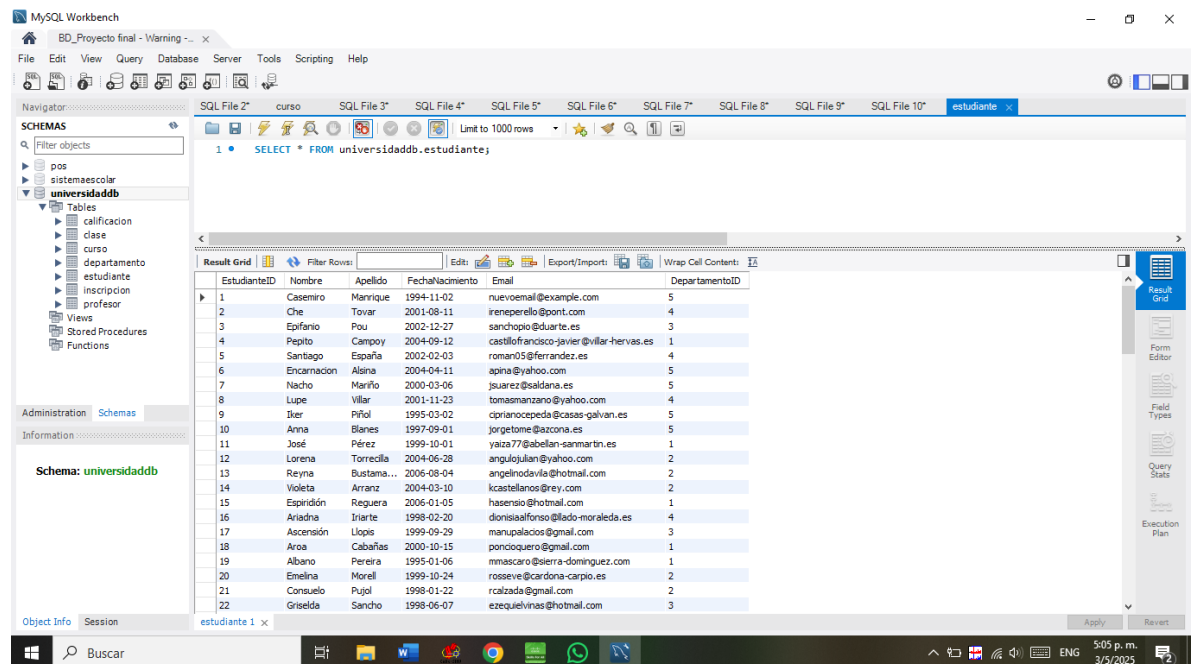 MySQL Workbench
BD_Proyecto final - Warning -...
File Edit View Query Database Server Tools Scripting Help
Navigator
SCHEMAS
Filter objects
pos
sistemaescolar
universidaddb
Tables
calificacion
clase
curso
departamento
estudiante
inscripcion
profesor
Views
Stored Procedures
Functions
Administration Schemas
Information
Schema: universidaddb
Object Info Session
SQL File 2* curso SQL File 3* SQL File 4* SQL File 5* SQL File 6* SQL File 7* SQL File 8* SQL File 9* SQL File 10* estudiante
Limit to 1000 rows
1 SELECT * FROM universidaddb.estudiante;
Result Grid Filter Rows: Edit: Export/Import: Wrap Cell Content:
EstudianteID Nombre Apellido FechaNacimiento Email DepartamentoID
1 Casemiro Manrique 1994-11-02 nuevoemail@example.com 5
2 Che Tovar 2001-08-11 ireneperello@pont.com 4
3 Epifanio Pou 2002-12-27 sanchopio@duarte.es 3
4 Pepito Campoy 2004-09-12 castillofrancisco-javier@villar-hervas.es 1
5 Santiago España 2002-02-03 roman05@ferrandez.es 4
6 Encarnacion Alsina 2004-04-11 apina@yahoo.com 5
7 Nacho Mariño 2000-03-06 jsuarez@saldana.es 5
8 Lupe Villar 2001-11-23 tomasmanzano@yahoo.com 4
9 Iker Piñol 1995-03-02 ciprianocepeda@casas-galvan.es 5
10 Anna Blanes 1997-09-01 jorgetome@azcona.es 5
11 José Pérez 1999-10-01 yaiza77@abellan-sanmartin.es 1
12 Lorena Torrecilla 2004-06-28 angulojulian@yahoo.com 2
13 Reyna Bustama... 2006-08-04 angelinodavila@hotmail.com 2
14 Violeta Arranz 2004-03-10 kcastellanos@rey.com 2
15 Espiridión Reguera 2006-01-05 hasensio@hotmail.com 1
16 Ariadna Iriarte 1998-02-20 dionisiaalfonso@llado-moraleda.es 4
17 Ascensión Llopis 1999-09-29 manupalacios@gmail.com 3
18 Aroa Cabañas 2000-10-15 poncioquero@gmail.com 1
19 Albano Pereira 1995-01-06 mmascaro@sierra-dominguez.com 1
20 Emelina Morell 1999-10-24 rosseve@cardona-carpio.es 2
21 Consuelo Pujol 1998-01-22 rcalzada@gmail.com 2
22 Griselda Sancho 1998-06-07 ezequielvinas@hotmail.com 3
estudiante 1
Apply Revert
Result
Grid
Form
Editor
Field
Types
Query
Stats
Execution
Plan
Buscar
ENG
5:05 p. m.
3/5/2025
2